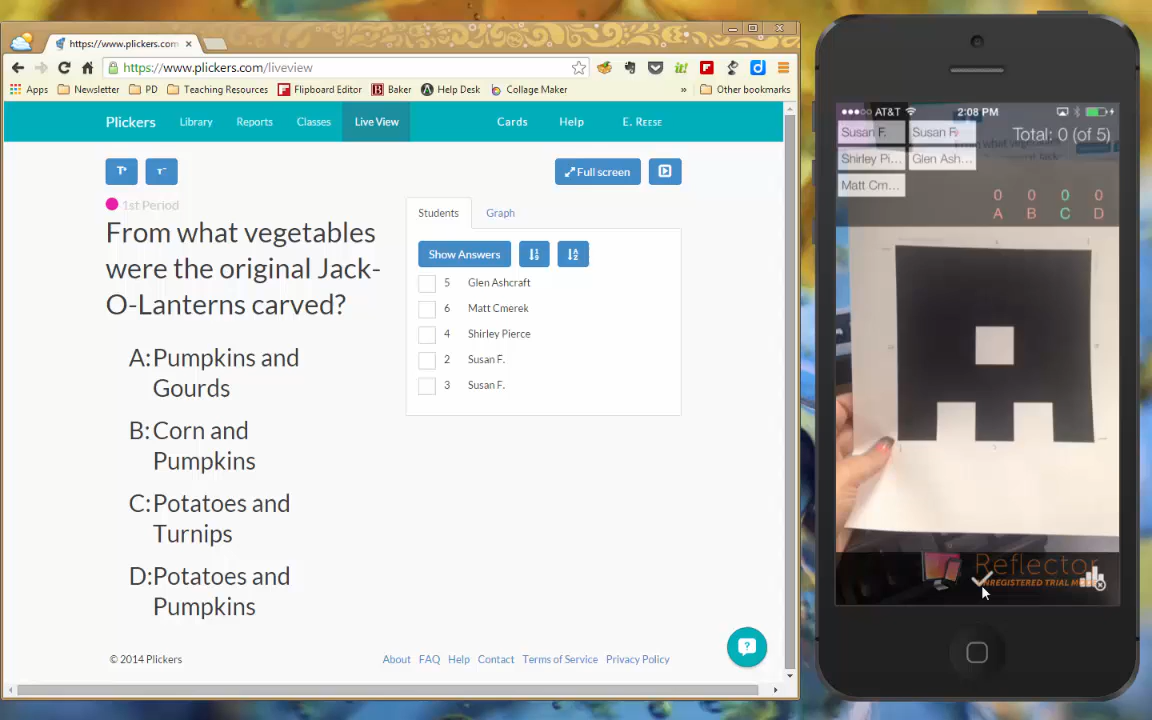 https://www.plickers.com
https://www.plickers.com/liveview
Apps Newsletter PD Teaching Resources Flipboard Editor Baker Help Desk Collage Maker » Other bookmarks
Plickers Library Reports Classes Live View Cards Help E. Reese
Full screen
1st Period
Students Graph
From what vegetables
were the original Jack-
O-Lanterns carved?
Show Answers
5 Glen Ashcraft
6 Matt Cmerek
4 Shirley Pierce
2 Susan F.
3 Susan F.
A:Pumpkins and
Gourds
B:Corn and
Pumpkins
C:Potatoes and
Turnips
D:Potatoes and
Pumpkins
© 2014 Plickers About FAQ Help Contact Terms of Service Privacy Policy
AT&T 2:08 PM
Susan F. Susan F. Total: 0 (of 5)
Shirley Pi... Glen Ash...
Matt Cm...
0 0 0 0
A B C D
Reflector
UNREGISTERED TRIAL